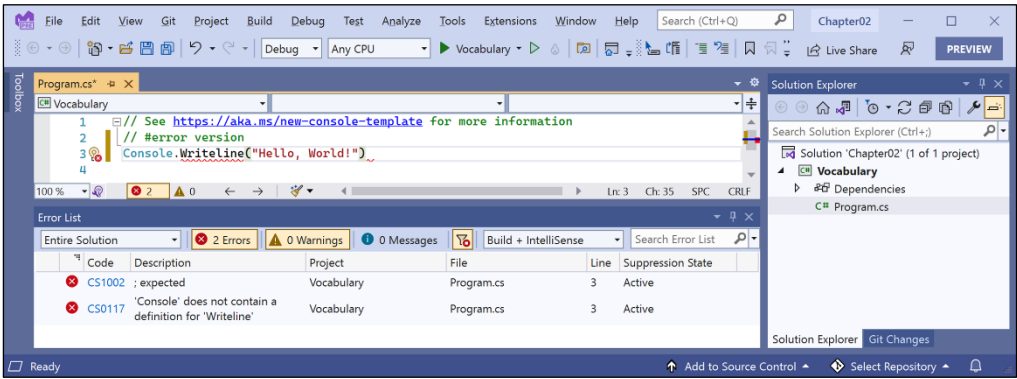 File Edit View Git Project Build Debug Test Analyze Tools Extensions Window Help Search (Ctrl+Q) Chapter02
Debug Any CPU Vocabulary Live Share PREVIEW
Toolbox
Program.cs*
C# Vocabulary
1 // See https://aka.ms/new-console-template for more information
2 // #error version
3 Console.Writeline("Hello, World!")
4
100 % 2 0 Ln: 3 Ch: 35 SPC CRLF
Error List
Entire Solution 2 Errors 0 Warnings 0 Messages Build + IntelliSense Search Error List
Code Description Project File Line Suppression State
CS1002 ; expected Vocabulary Program.cs 3 Active
CS0117 'Console' does not contain a definition for 'Writeline' Vocabulary Program.cs 3 Active
Solution Explorer
Search Solution Explorer (Ctrl+;)
Solution 'Chapter02' (1 of 1 project)
C# Vocabulary
Dependencies
C# Program.cs
Solution Explorer Git Changes
Ready Add to Source Control Select Repository